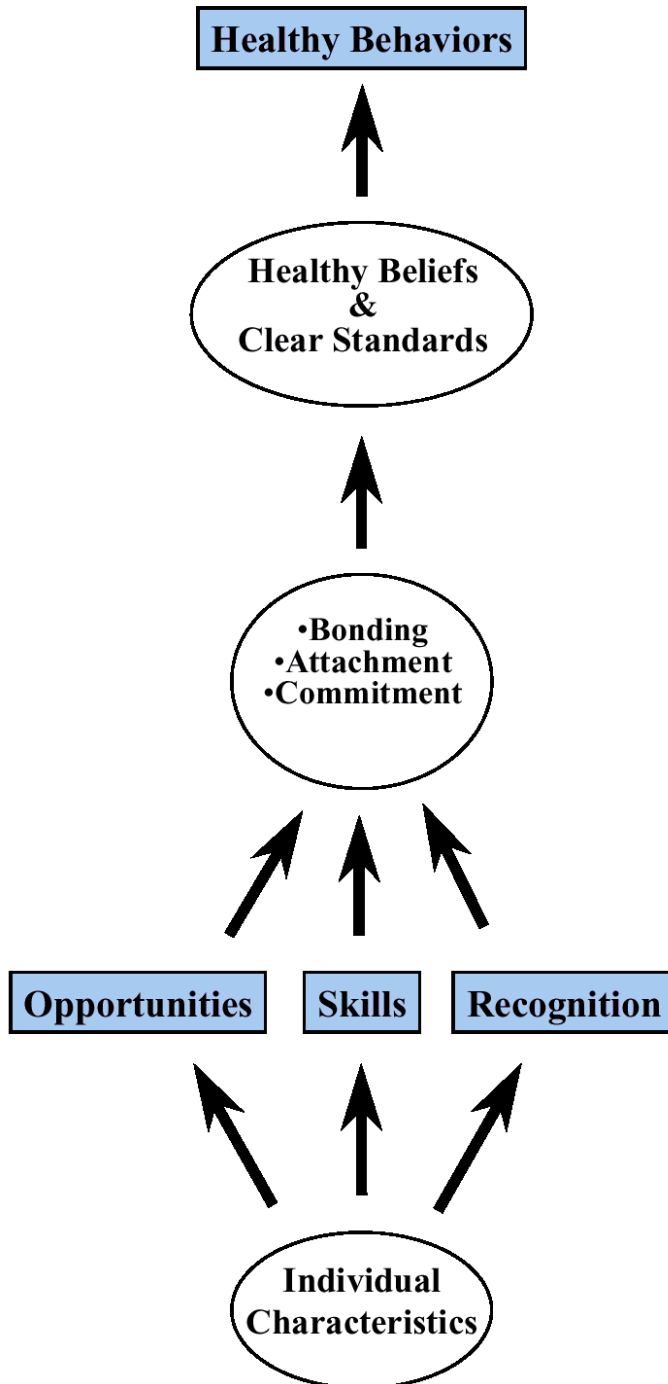 Healthy Behaviors
Healthy Beliefs
&
Clear Standards
•Bonding
•Attachment
•Commitment
Opportunities
Skills
Recognition
Individual
Characteristics